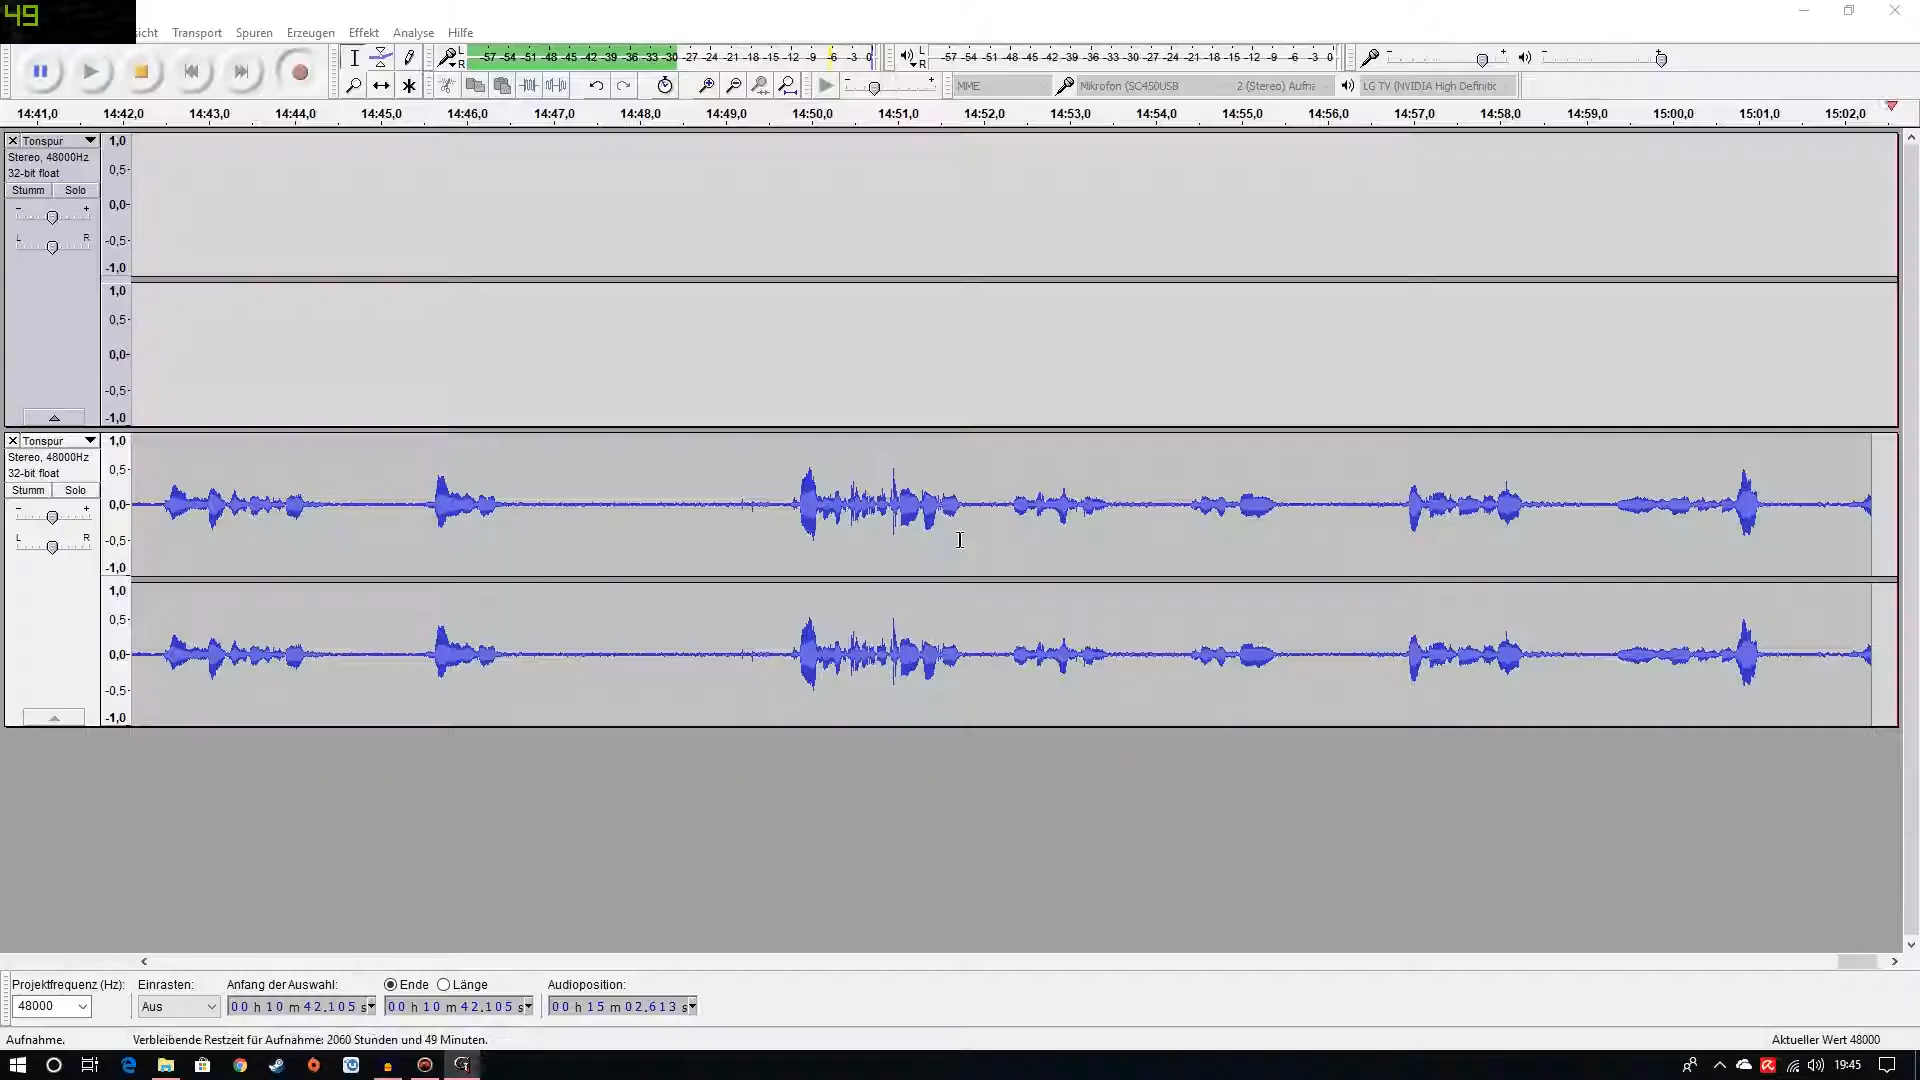 49
sicht Transport Spuren Erzeugen Effekt Analyse Hilfe
L R -57 -54 -51 -48 -45 -42 -39 -36 -33 -30 -27 -24 -21 -18 -15 -12 -9 -6 -3 0 L R -57 -54 -51 -48 -45 -42 -39 -36 -33 -30 -27 -24 -21 -18 -15 -12 -9 -6 -3 0 - + - +
- + MME Mikrofon (SC450USB 2 (Stereo) Aufna LG TV (NVIDIA High Definitic
14:41,0 14:42,0 14:43,0 14:44,0 14:45,0 14:46,0 14:47,0 14:48,0 14:49,0 14:50,0 14:51,0 14:52,0 14:53,0 14:54,0 14:55,0 14:56,0 14:57,0 14:58,0 14:59,0 15:00,0 15:01,0 15:02,0
Tonspur 1,0
Stereo, 48000Hz
32-bit float 0,5-
Stumm Solo
- + 0,0-
L R -0,5-
-1,0
1,0
0,5-
0,0-
-0,5-
-1,0
Tonspur 1,0
Stereo, 48000Hz
32-bit float 0,5-
Stumm Solo
- + 0,0-
L R -0,5-
-1,0
1,0
0,5-
0,0-
-0,5-
-1,0
Projektfrequenz (Hz): Einrasten: Anfang der Auswahl: Ende Länge Audioposition:
48000 Aus 00 h 10 m 42.105 s 00 h 10 m 42.105 s 00 h 15 m 02.613 s
Aufnahme. Verbleibende Restzeit für Aufnahme: 2060 Stunden und 49 Minuten. Aktueller Wert 48000
19:45